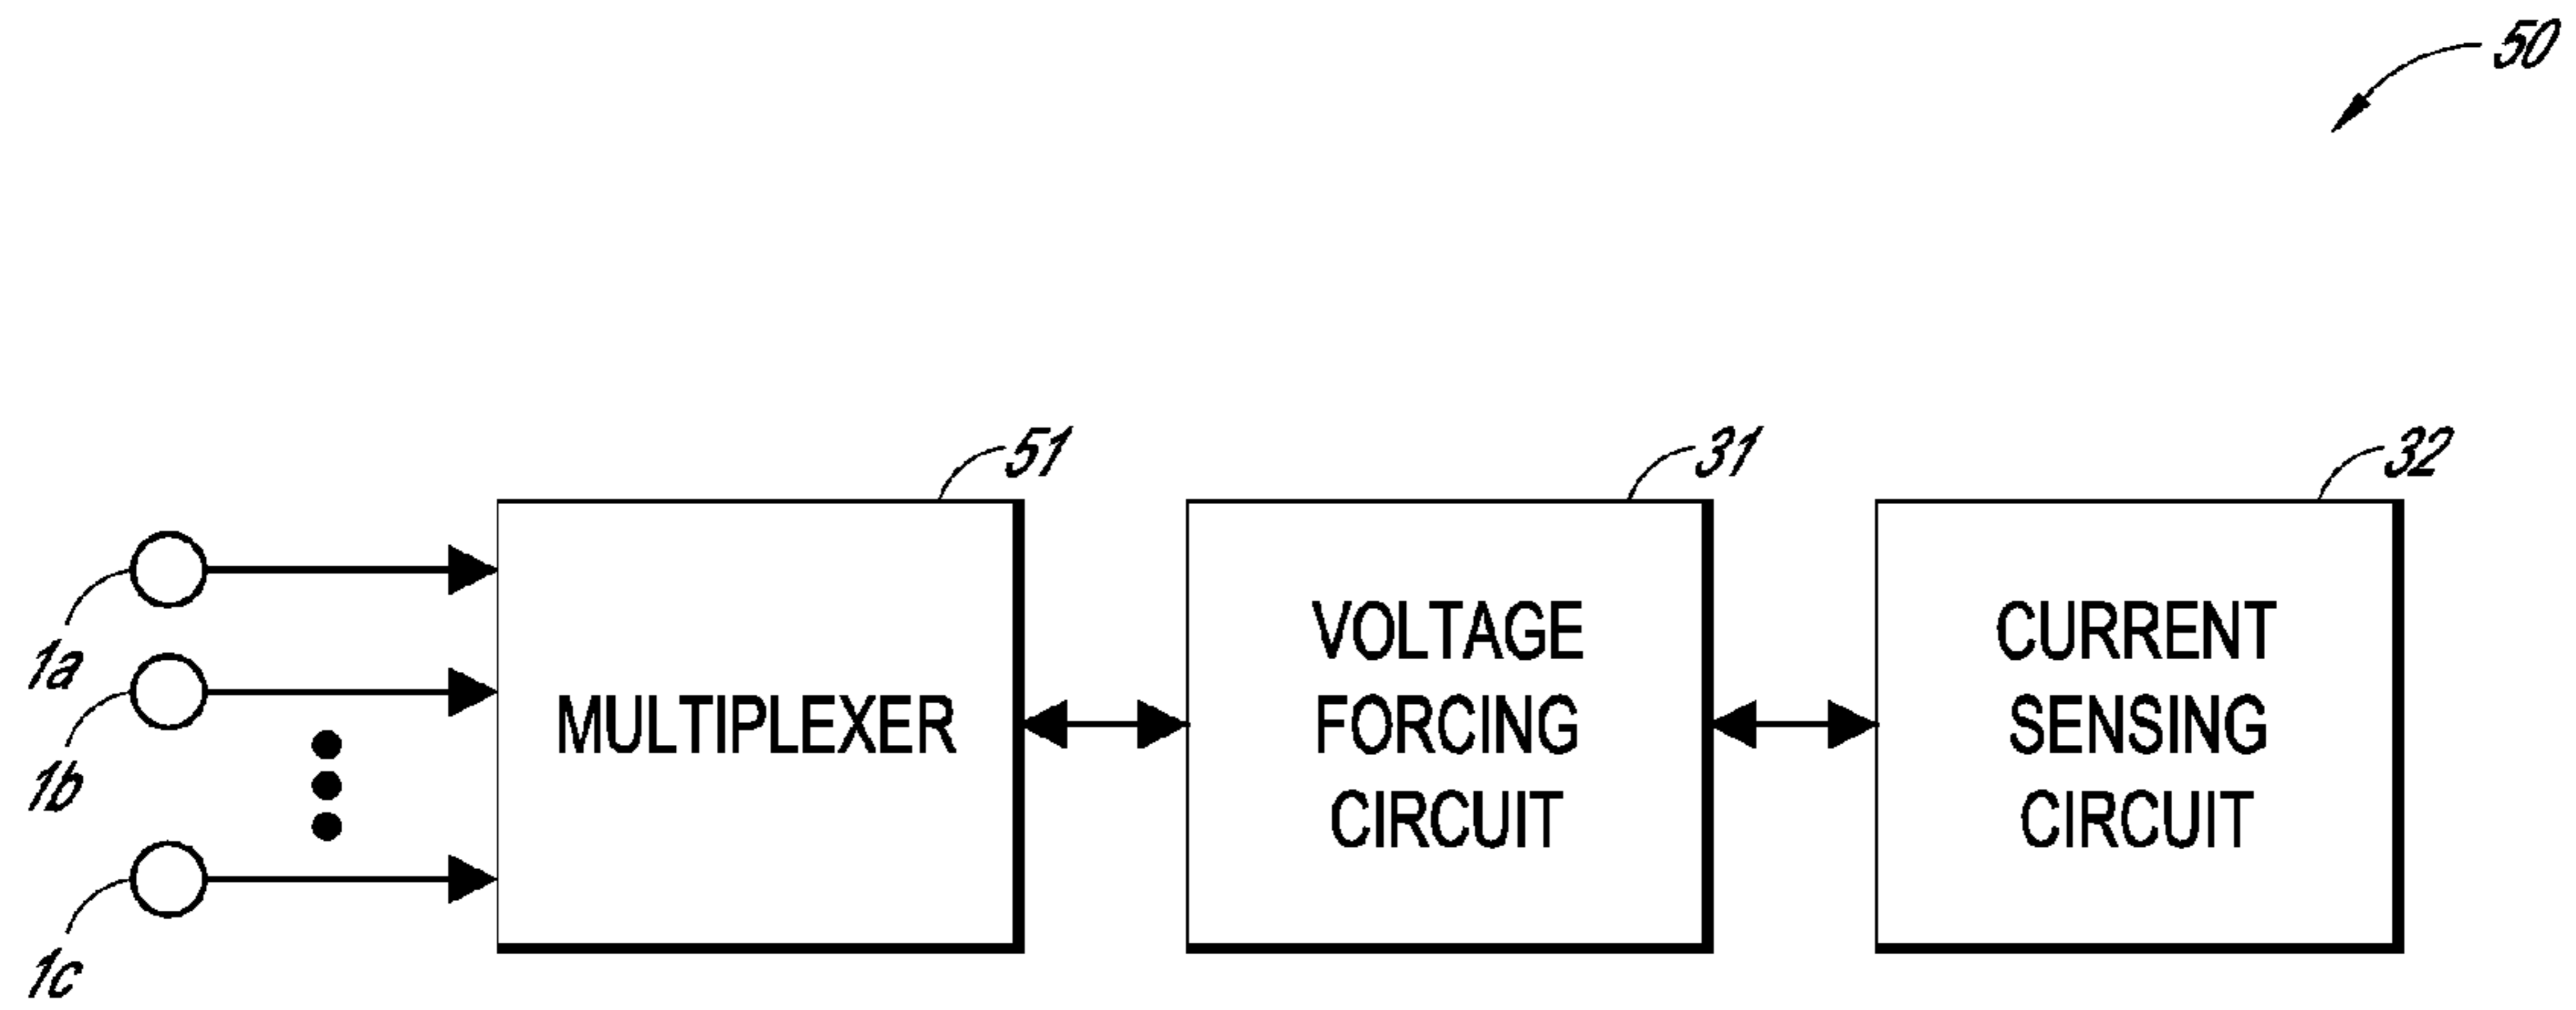 50
51
31
32
1a
1b
1c
MULTIPLEXER
VOLTAGE
FORCING
CIRCUIT
CURRENT
SENSING
CIRCUIT